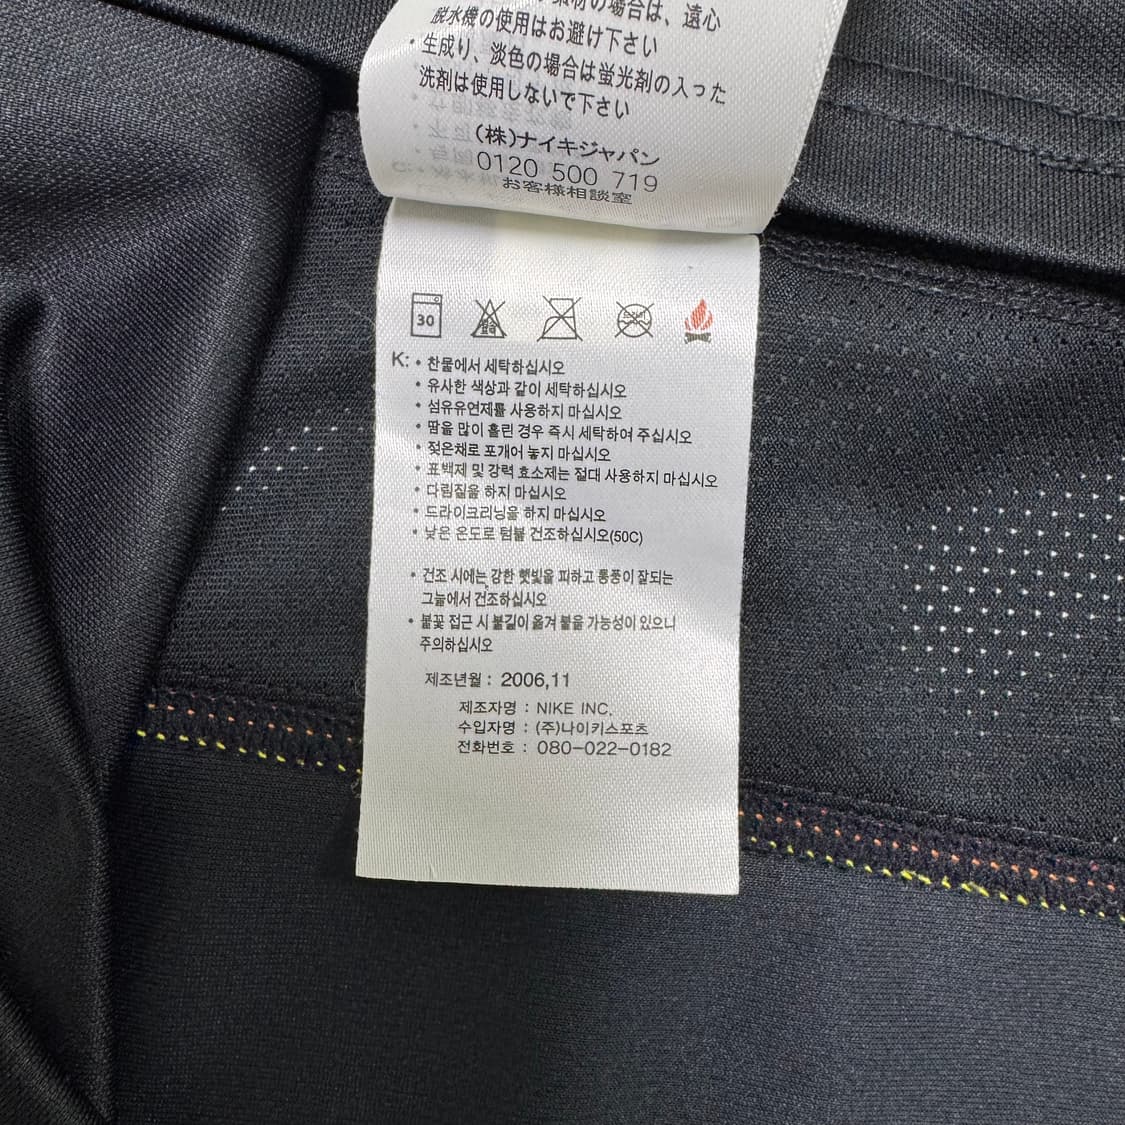 素材の場合は、遠心
脱水機の使用はお避け下さい
・生成り、淡色の場合は蛍光剤の入った
洗剤は使用しないで下さい
(株)ナイキジャパン
0120 500 719
お客様相談室
30
염소
드라이
K: • 찬물에서 세탁하십시오
• 유사한 색상과 같이 세탁하십시오
• 섬유유연제를 사용하지 마십시오
• 땀을 많이 흘린 경우 즉시 세탁하여 주십시오
• 젖은채로 포개어 놓지 마십시오
• 표백제 및 강력 효소제는 절대 사용하지 마십시오
• 다림질을 하지 마십시오
• 드라이크리닝을 하지 마십시오
• 낮은 온도로 텀블 건조하십시오(50C)
• 건조 시에는 강한 햇빛을 피하고 통풍이 잘되는
그늘에서 건조하십시오
• 불꽃 접근 시 불길이 옮겨 붙을 가능성이 있으니
주의하십시오
제조년월 : 2006,11
제조자명 : NIKE INC.
수입자명 : (주)나이키스포츠
전화번호 : 080-022-0182